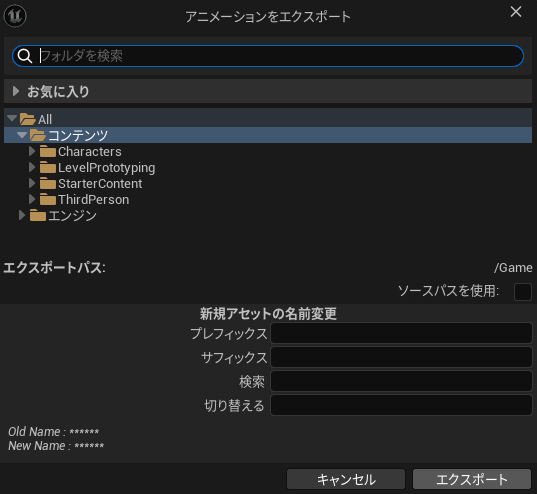 アニメーションをエクスポート
フォルダを検索
お気に入り
All
コンテンツ
Characters
LevelPrototyping
StarterContent
ThirdPerson
エンジン
エクスポートパス: /Game
ソースパスを使用:
新規アセットの名前変更
プレフィックス
サフィックス
検索
切り替える
Old Name : ******
New Name : ******
キャンセル エクスポート